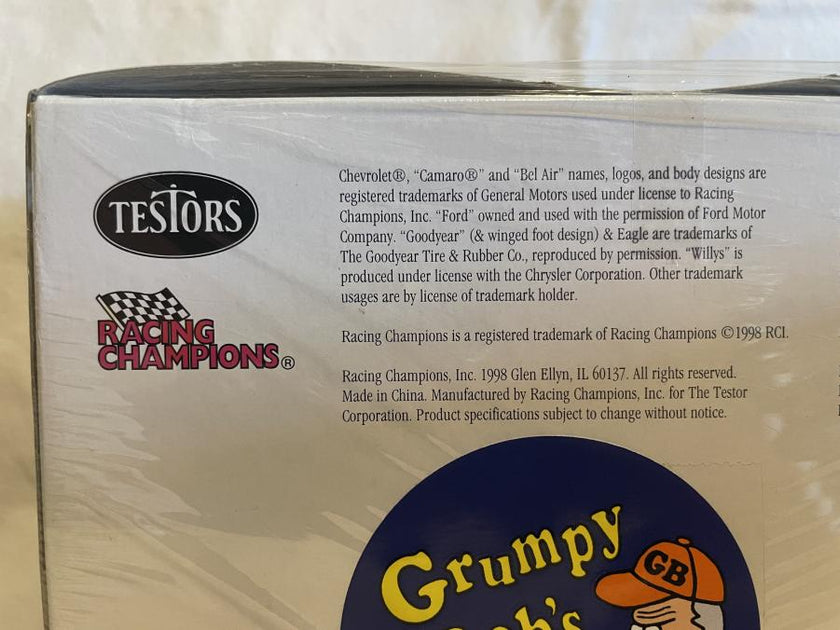 TESTORS
RACING
CHAMPIONS®
Chevrolet®, “Camaro®” and “Bel Air” names, logos, and body designs are
registered trademarks of General Motors used under license to Racing
Champions, Inc. “Ford” owned and used with the permission of Ford Motor
Company. “Goodyear” (& winged foot design) & Eagle are trademarks of
The Goodyear Tire & Rubber Co., reproduced by permission. “Willys” is
produced under license with the Chrysler Corporation. Other trademark
usages are by license of trademark holder.
Racing Champions is a registered trademark of Racing Champions ©1998 RCI.
Racing Champions, Inc. 1998 Glen Ellyn, IL 60137. All rights reserved.
Made in China. Manufactured by Racing Champions, Inc. for The Testor
Corporation. Product specifications subject to change without notice.
Grumpy
GB